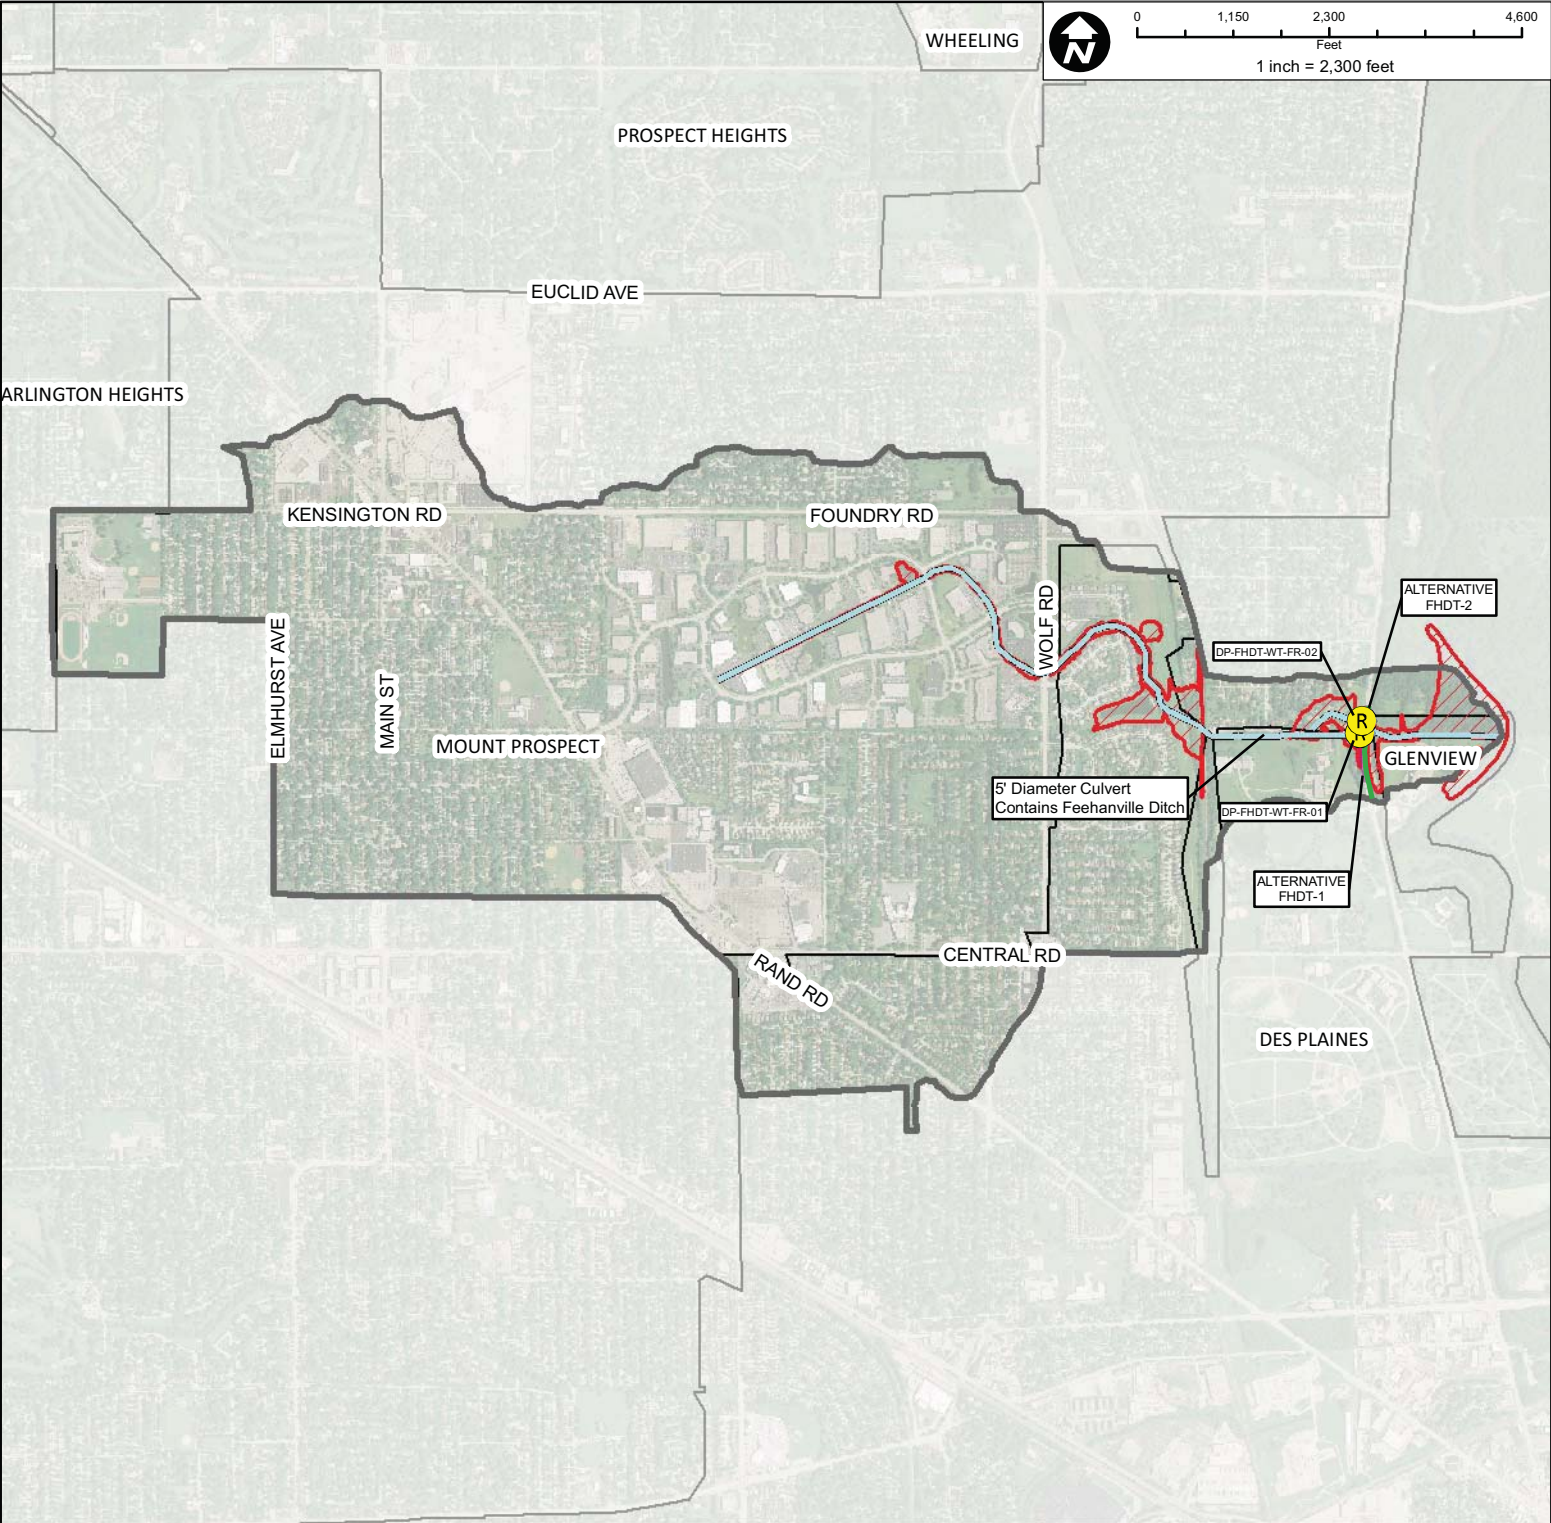 WHEELING
N
0 1,150 2,300 4,600
Feet
1 inch = 2,300 feet
PROSPECT HEIGHTS
EUCLID AVE
ARLINGTON HEIGHTS
KENSINGTON RD
FOUNDRY RD
ELMHURST AVE
MAIN ST
WOLF RD
ALTERNATIVE
FHDT-2
DP-FHDT-WT-FR-02
R
R
MOUNT PROSPECT
GLENVIEW
5' Diameter Culvert
Contains Feehanville Ditch
DP-FHDT-WT-FR-01
ALTERNATIVE
FHDT-1
CENTRAL RD
RAND RD
DES PLAINES